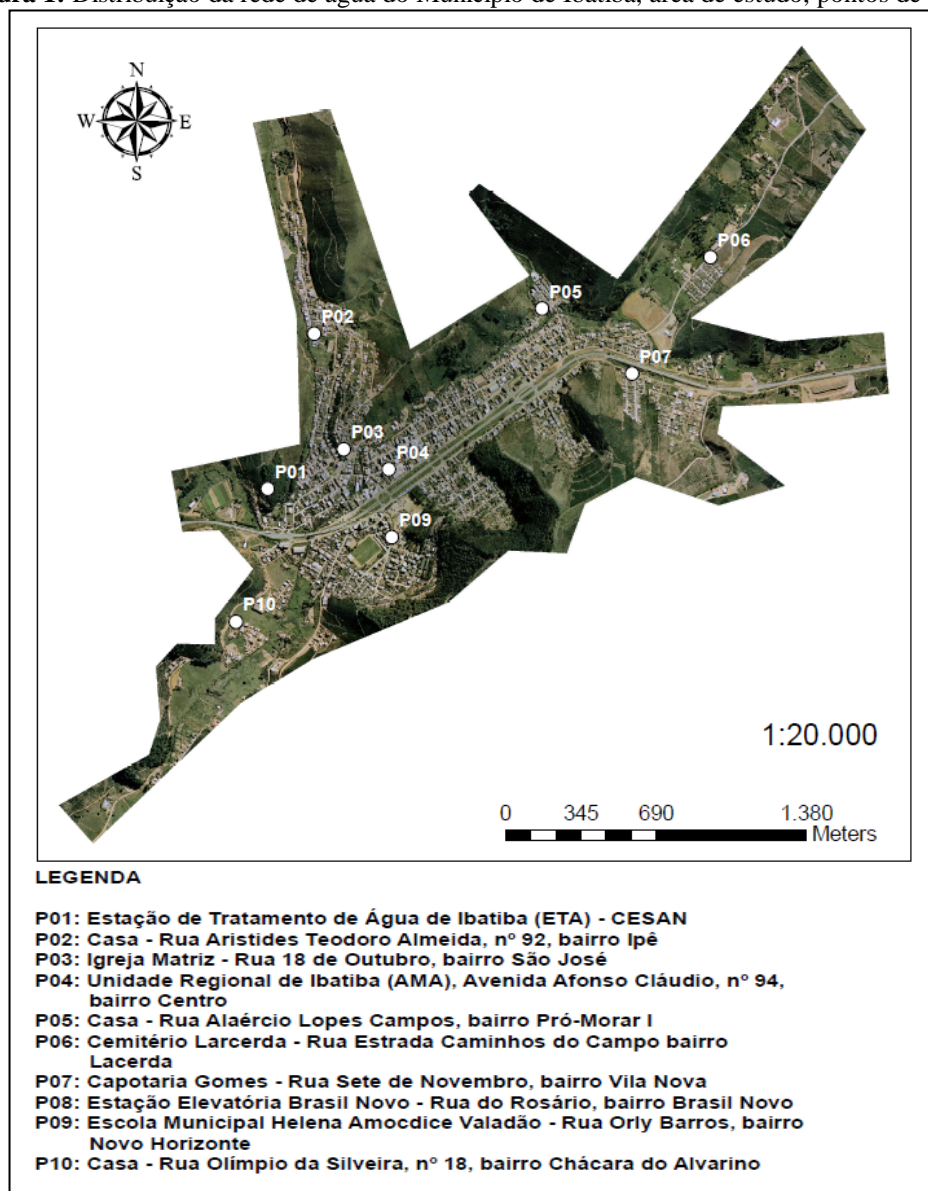 ura 1. Distribuição da rede de água do Município de Ibatiba, área de estudo, pontos de
N
W E
S
P06
P05
P02
P07
P03
P04
P01
P09
P10
1:20.000
0 345 690 1.380
Meters
LEGENDA
P01: Estação de Tratamento de Água de Ibatiba (ETA) - CESAN
P02: Casa - Rua Aristides Teodoro Almeida, nº 92, bairro Ipê
P03: Igreja Matriz - Rua 18 de Outubro, bairro São José
P04: Unidade Regional de Ibatiba (AMA), Avenida Afonso Cláudio, nº 94,
bairro Centro
P05: Casa - Rua Alaércio Lopes Campos, bairro Pró-Morar I
P06: Cemitério Larcerda - Rua Estrada Caminhos do Campo bairro
Lacerda
P07: Capotaria Gomes - Rua Sete de Novembro, bairro Vila Nova
P08: Estação Elevatória Brasil Novo - Rua do Rosário, bairro Brasil Novo
P09: Escola Municipal Helena Amocdice Valadão - Rua Orly Barros, bairro
Novo Horizonte
P10: Casa - Rua Olímpio da Silveira, nº 18, bairro Chácara do Alvarino